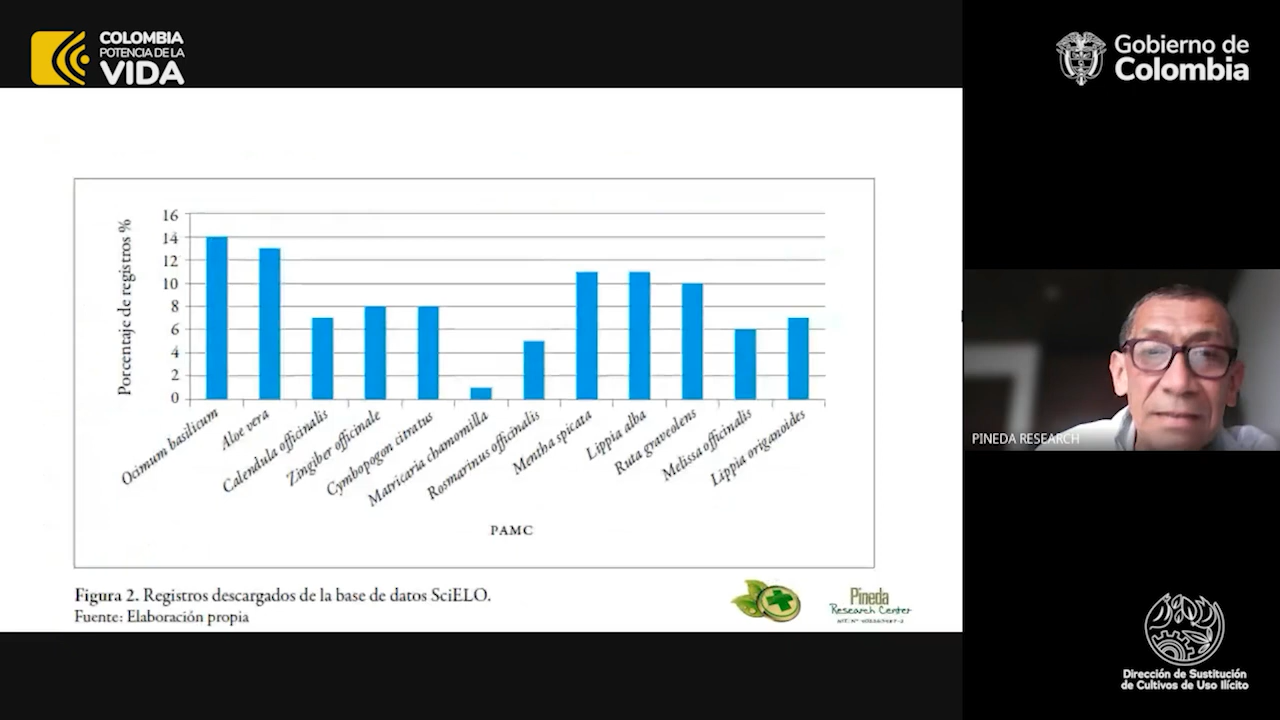 COLOMBIA
POTENCIA DE LA
VIDA
Gobierno de
Colombia
Porcentaje de registros %
16
14
12
10
8
6
4
2
0
Ocimum basilicum
Aloe vera
Calendula officinalis
Zingiber officinale
Cymbopogon citratus
Matricaria chamomilla
Rosmarinus officinalis
Mentha spicata
Lippia alba
Ruta graveolens
Melissa officinalis
Lippia origanoides
PAMC
Figura 2. Registros descargados de la base de datos SciELO.
Fuente: Elaboración propia
Pineda
Research Center
PINEDA RESEARCH
Dirección de Sustitución
de Cultivos de Uso Ilícito